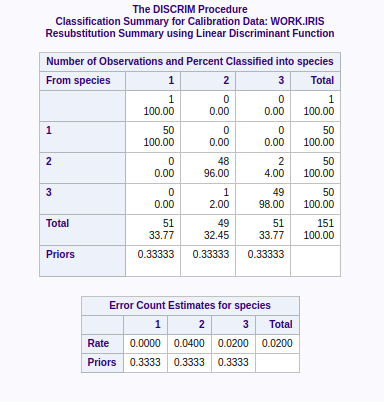 The DISCRIM Procedure
Classification Summary for Calibration Data: WORK.IRIS
Resubstitution Summary using Linear Discriminant Function
Number of Observations and Percent Classified into species
From species 1 2 3 Total
1 0 0 1
100.00 0.00 0.00 100.00
1 50 0 0 50
100.00 0.00 0.00 100.00
2 0 48 2 50
0.00 96.00 4.00 100.00
3 0 1 49 50
0.00 2.00 98.00 100.00
Total 51 49 51 151
33.77 32.45 33.77 100.00
Priors 0.33333 0.33333 0.33333
Error Count Estimates for species
1 2 3 Total
Rate 0.0000 0.0400 0.0200 0.0200
Priors 0.3333 0.3333 0.3333